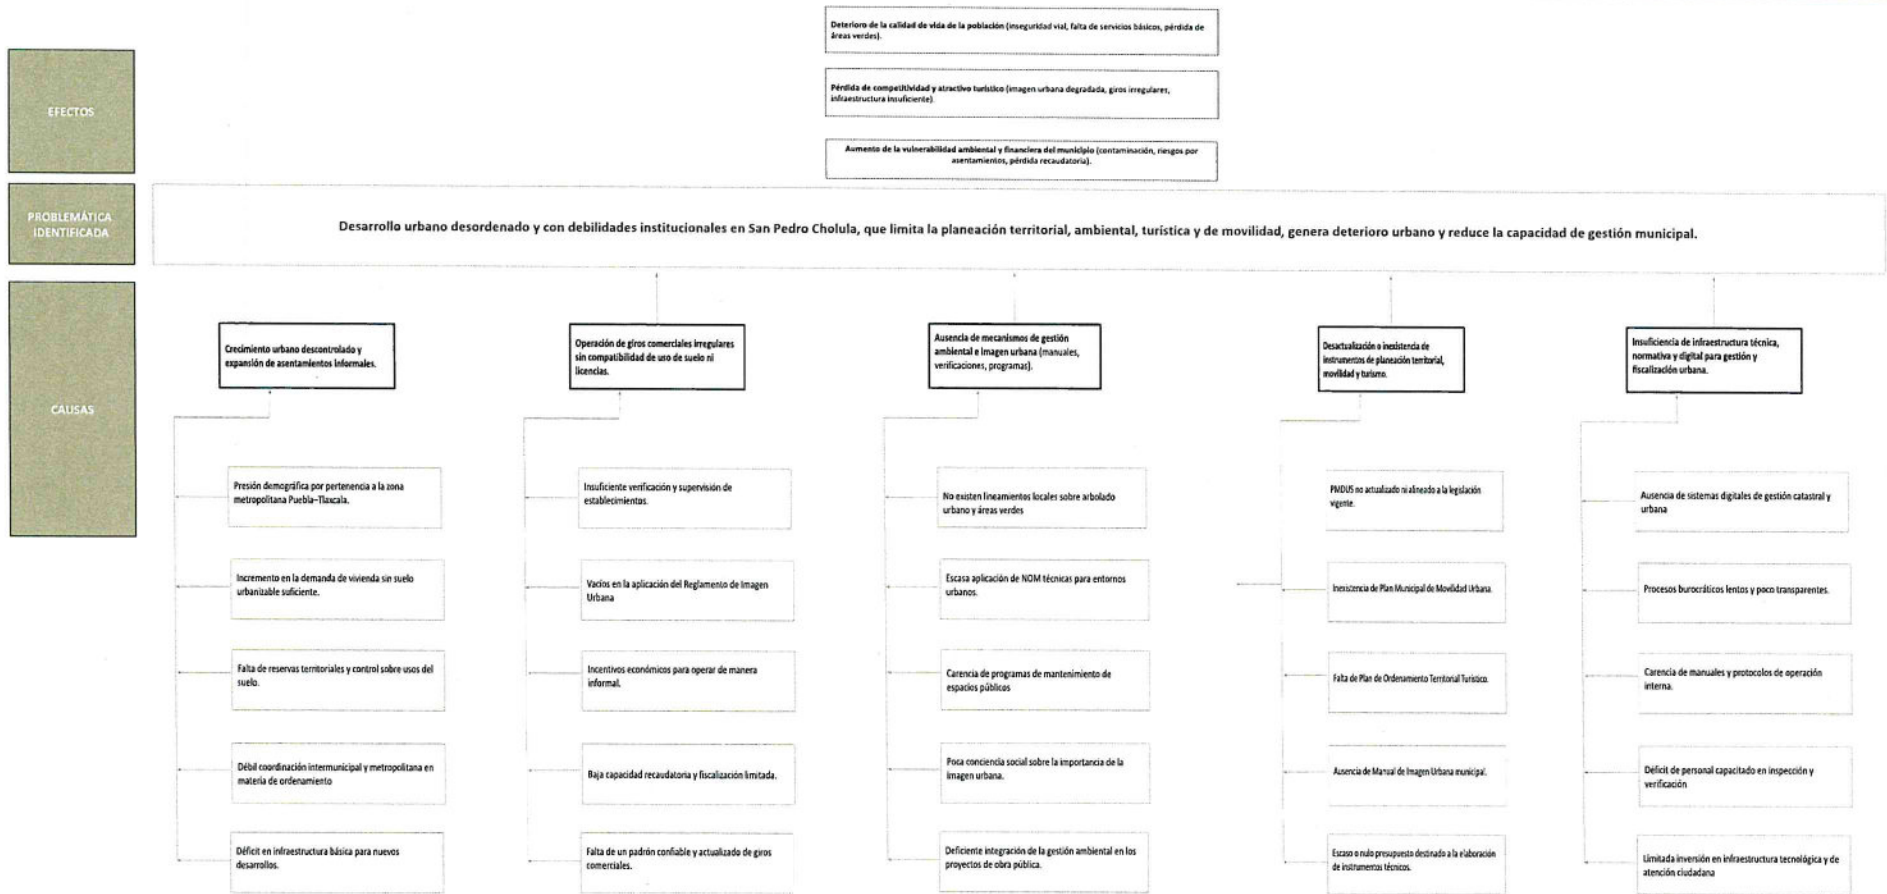 Deterioro de la calidad de vida de la población (inseguridad vial, falta de servicios básicos, pérdida de
áreas verdes).
EFECTOS
Pérdida de competitividad y atractivo turístico (imagen urbana degradada, giros irregulares,
infraestructura insuficiente).
Aumento de la vulnerabilidad ambiental y financiera del municipio (contaminación, riesgos por
asentamientos, pérdida recaudatoria).
PROBLEMÁTICA
IDENTIFICADA
Desarrollo urbano desordenado y con debilidades institucionales en San Pedro Cholula, que limita la planeación territorial, ambiental, turística y de movilidad, genera deterioro urbano y reduce la capacidad de gestión municipal.
CAUSAS
Crecimiento urbano descontrolado y
expansión de asentamientos informales.
Presión demográfica por pertenencia a la zona
metropolitana Puebla–Tlaxcala.
Incremento en la demanda de vivienda sin suelo
urbanizable suficiente.
Falta de reservas territoriales y control sobre usos del
suelo.
Débil coordinación intermunicipal y metropolitana en
materia de ordenamiento
Déficit en infraestructura básica para nuevos
desarrollos.
Operación de giros comerciales irregulares
sin compatibilidad de uso de suelo ni
licencias.
Insuficiente verificación y supervisión de
establecimientos.
Vacíos en la aplicación del Reglamento de Imagen
Urbana
Incentivos económicos para operar de manera
informal.
Baja capacidad recaudatoria y fiscalización limitada.
Falta de un padrón confiable y actualizado de giros
comerciales.
Ausencia de mecanismos de gestión
ambiental e imagen urbana (manuales,
verificaciones, programas).
No existen lineamientos locales sobre arbolado
urbano y áreas verdes
Escasa aplicación de NOM técnicas para entornos
urbanos.
Carencia de programas de mantenimiento de
espacios públicos
Poca conciencia social sobre la importancia de la
imagen urbana.
Deficiente integración de la gestión ambiental en los
proyectos de obra pública.
Desactualización o inexistencia de
instrumentos de planeación territorial,
movilidad y turismo.
PMDUS no actualizado ni alineado a la legislación
vigente.
Inexistencia de Plan Municipal de Movilidad Urbana.
Falta de Plan de Ordenamiento Territorial Turístico.
Ausencia de Manual de Imagen Urbana municipal.
Escaso o nulo presupuesto destinado a la elaboración
de instrumentos técnicos.
Insuficiencia de infraestructura técnica,
normativa y digital para gestión y
fiscalización urbana.
Ausencia de sistemas digitales de gestión catastral y
urbana
Procesos burocráticos lentos y poco transparentes.
Carencia de manuales y protocolos de operación
interna.
Déficit de personal capacitado en inspección y
verificación
Limitada inversión en infraestructura tecnológica y de
atención ciudadana